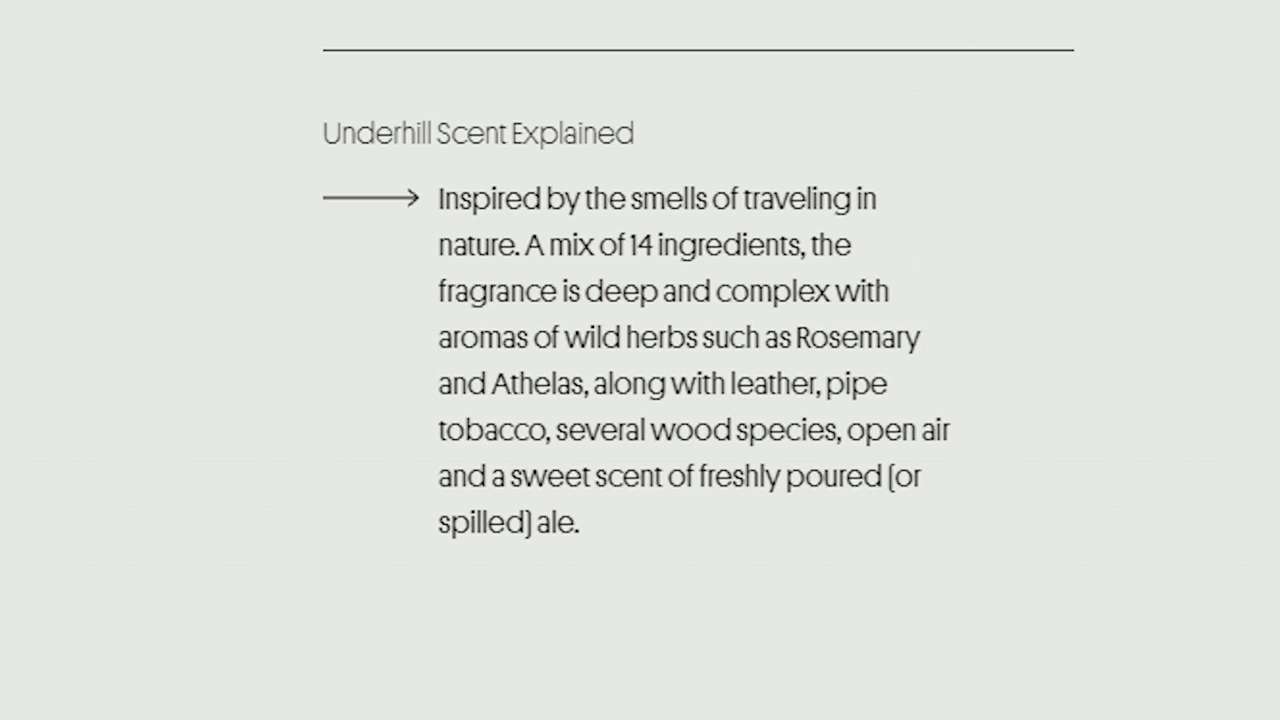 Underhill Scent Explained
Inspired by the smells of traveling in
nature. A mix of 14 ingredients, the
fragrance is deep and complex with
aromas of wild herbs such as Rosemary
and Athelas, along with leather, pipe
tobacco, several wood species, open air
and a sweet scent of freshly poured (or
spilled) ale.